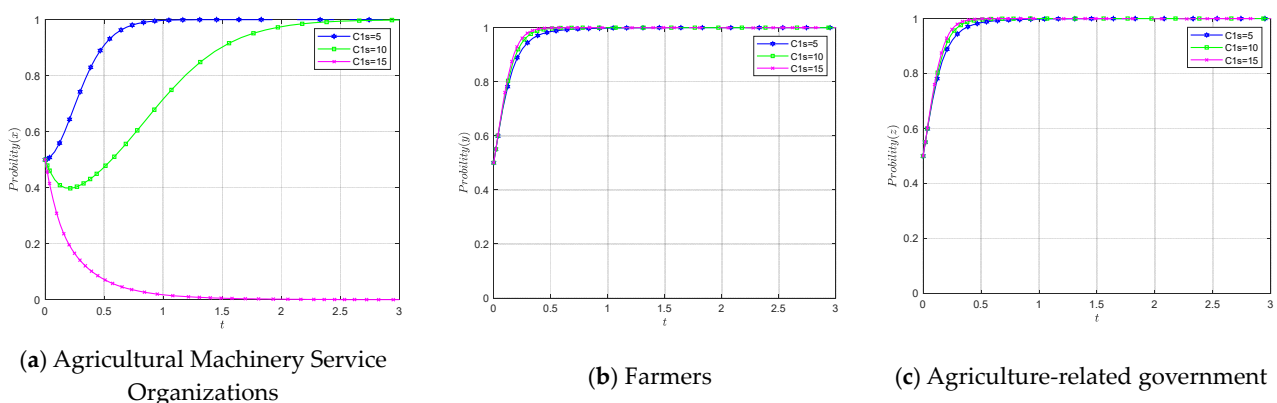 1
0.8
0.6
0.4
0.2
0
0
0.5
1
1.5
2
2.5
3
Probility(x)
t
C1s=5
C1s=10
C1s=15
(a) Agricultural Machinery Service
Organizations
1
0.8
0.6
0.4
0.2
0
0
0.5
1
1.5
2
2.5
3
Probility(y)
t
C1s=5
C1s=10
C1s=15
(b) Farmers
1
0.8
0.6
0.4
0.2
0
0
0.5
1
1.5
2
2.5
3
Probility(z)
t
C1s=5
C1s=10
C1s=15
(c) Agriculture-related government